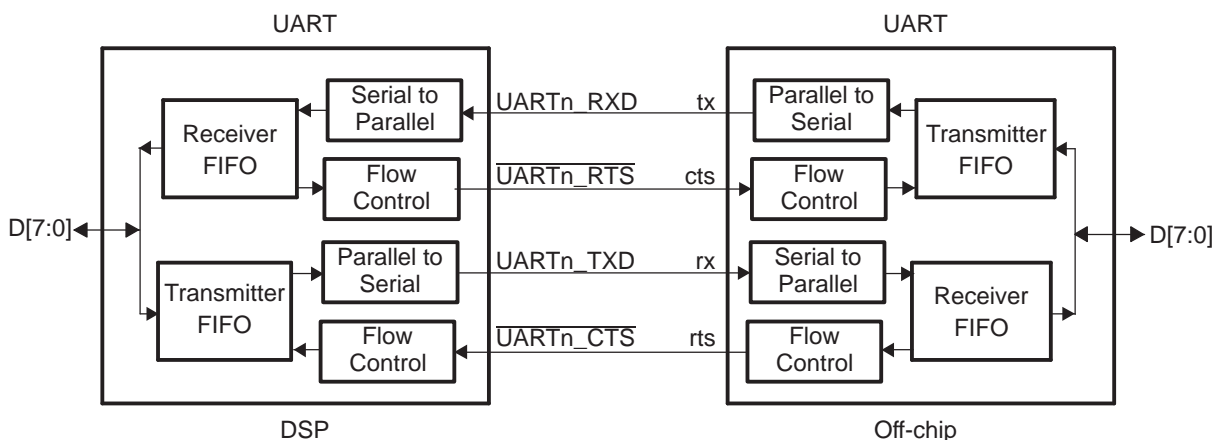 UART UART
Serial to Parallel UARTn_RXD tx Parallel to Serial
Receiver FIFO Transmitter FIFO
Flow Control UARTn_RTS cts Flow Control
D[7:0] D[7:0]
Parallel to Serial UARTn_TXD rx Serial to Parallel
Transmitter FIFO Receiver FIFO
Flow Control UARTn_CTS rts Flow Control
DSP Off-chip